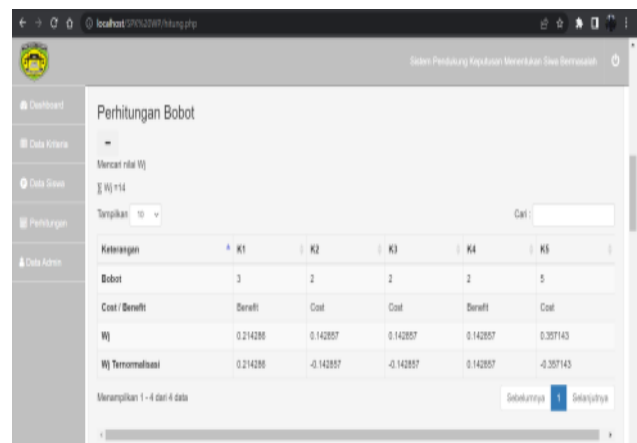 localhost/SPK%20WP/hitung.php
Sistem Pendukung Keputusan Menentukan Siswa Bermasalah
Dashboard
Data Kriteria
Data Siswa
Perhitungan
Data Admin
Perhitungan Bobot
-
Mencari nilai Wj
∑ Wj =14
Tampilkan 10
Cari :
Keterangan K1 K2 K3 K4 K5
Bobot 3 2 2 2 5
Cost / Benefit Benefit Cost Cost Benefit Cost
Wj 0.214286 0.142857 0.142857 0.142857 0.357143
Wj Ternormalisasi 0.214286 -0.142857 -0.142857 0.142857 -0.357143
Menampilkan 1 - 4 dari 4 data
Sebelumnya 1 Selanjutnya